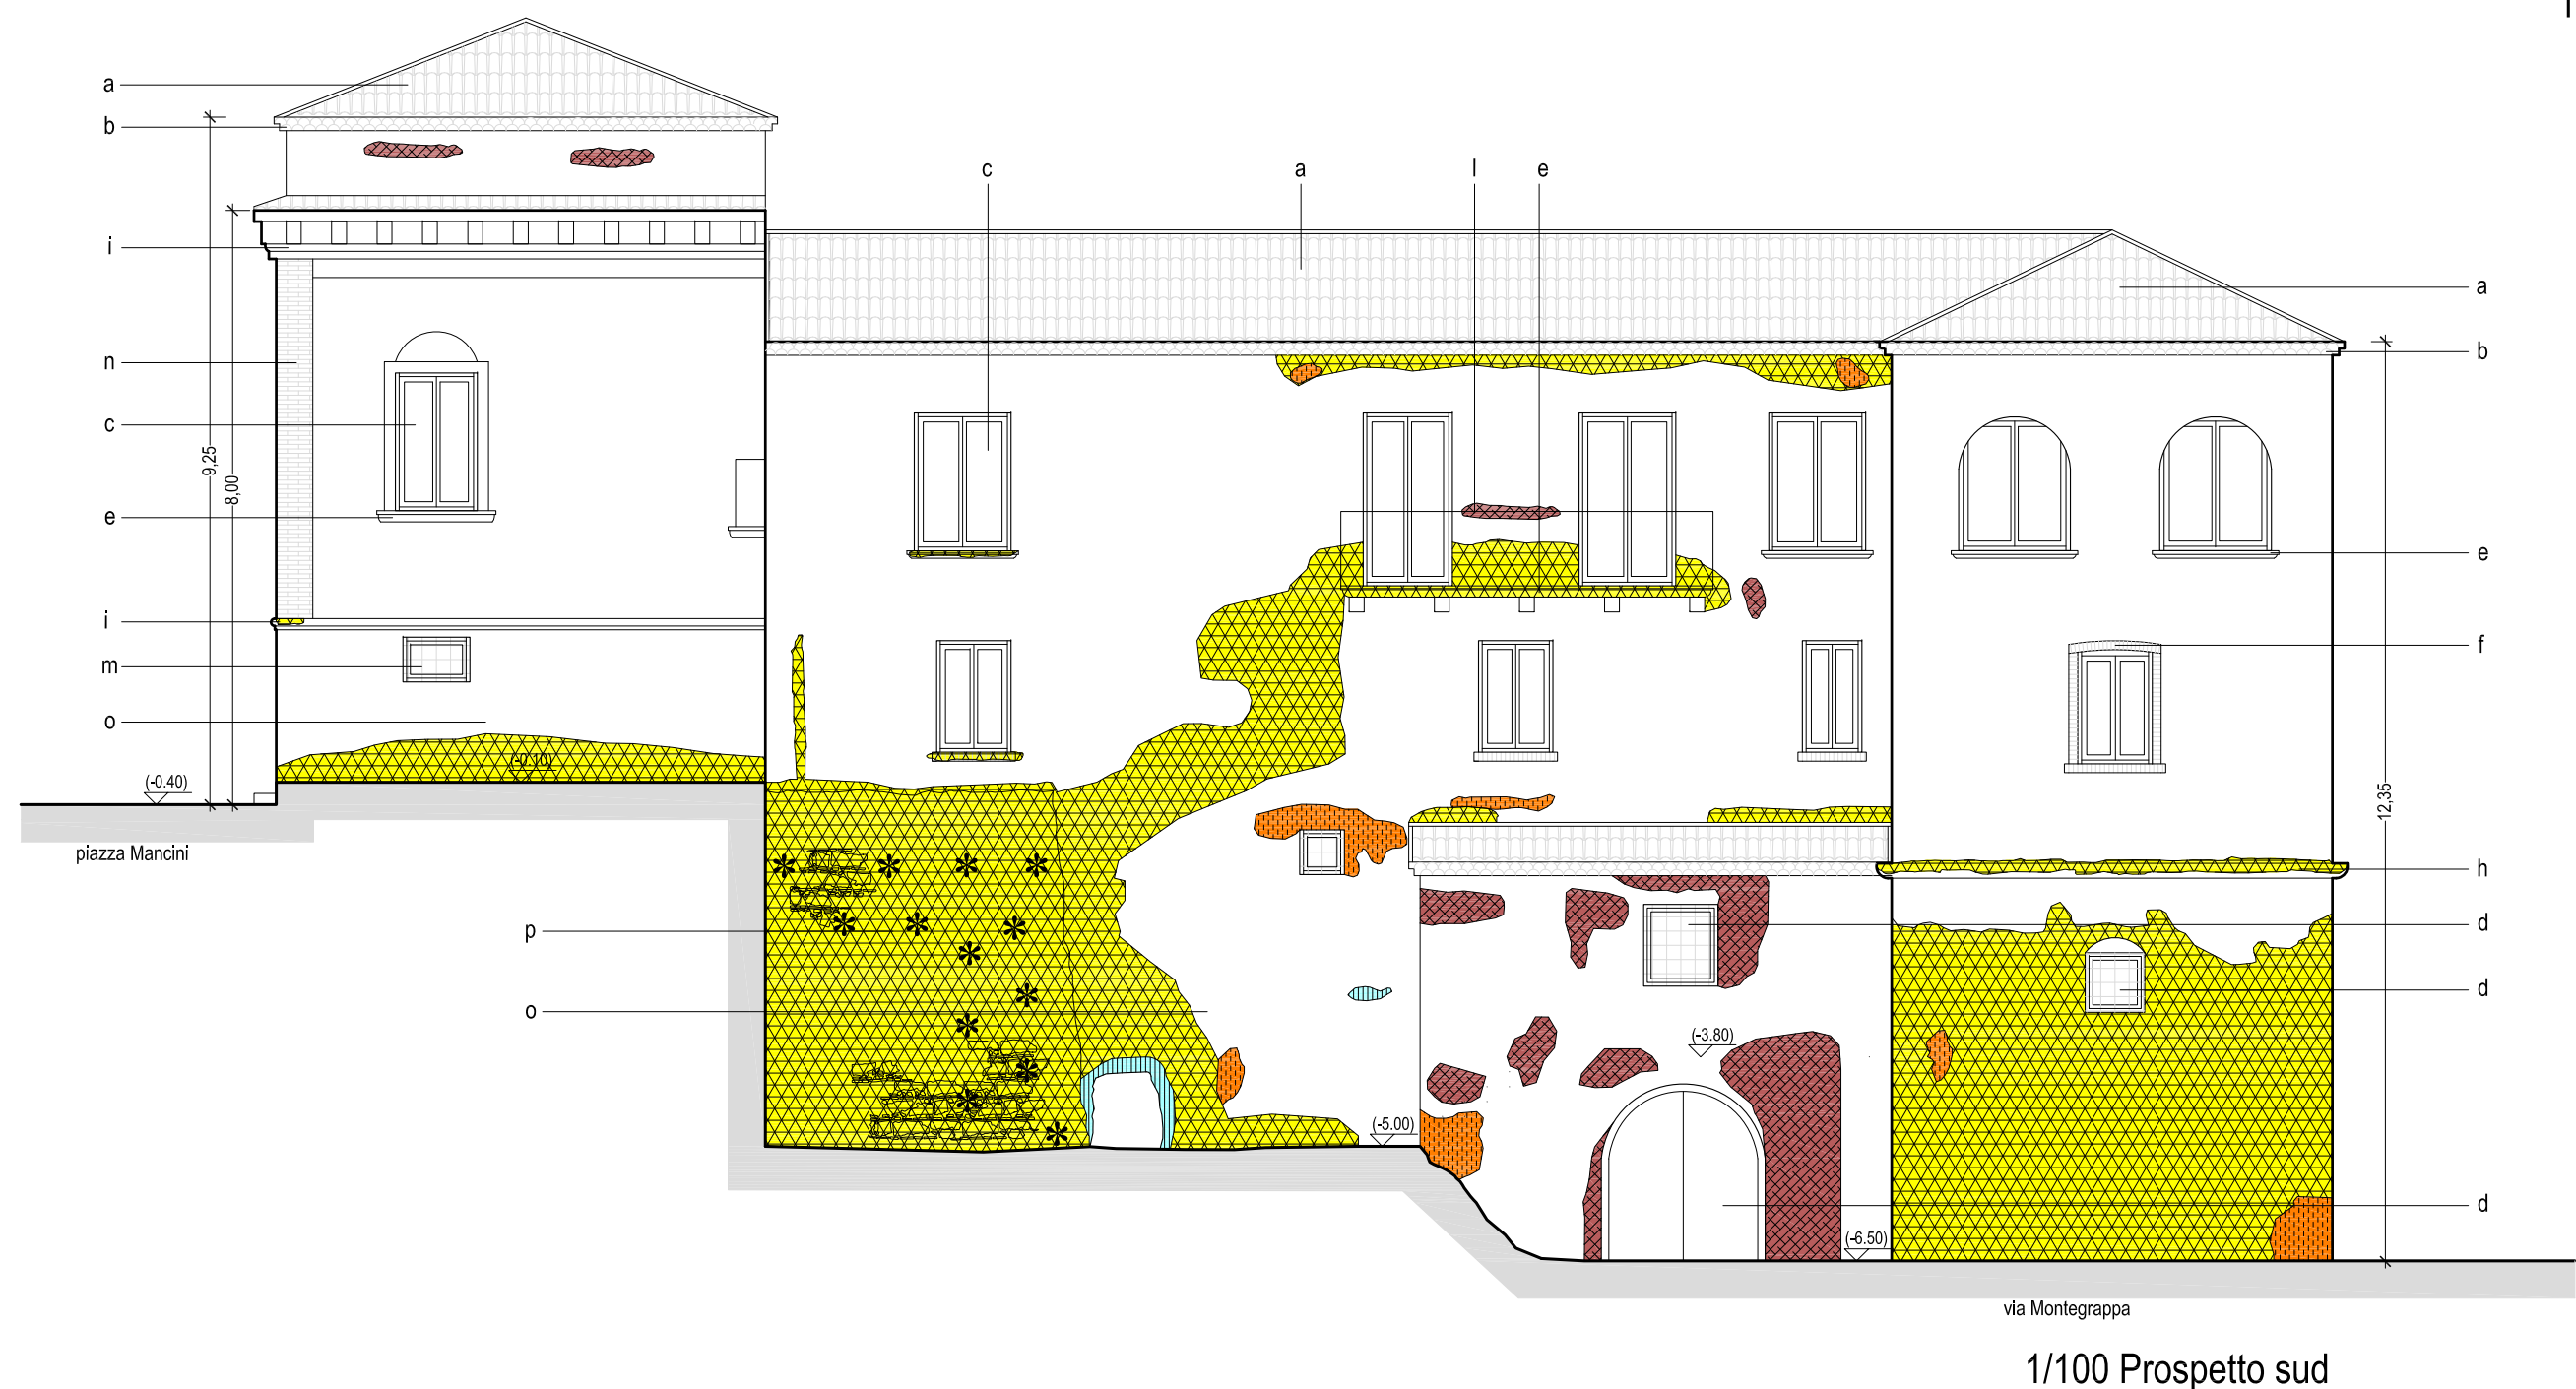 a
b
c
a
l
e
i
a
n
b
c
9,25
8,00
e
e
i
f
m
o
(-0.10)
(-0.40)
12,35
piazza Mancini
h
p
d
d
o
(-3.80)
(-5.00)
d
(-6.50)
via Montegrappa
1/100 Prospetto sud